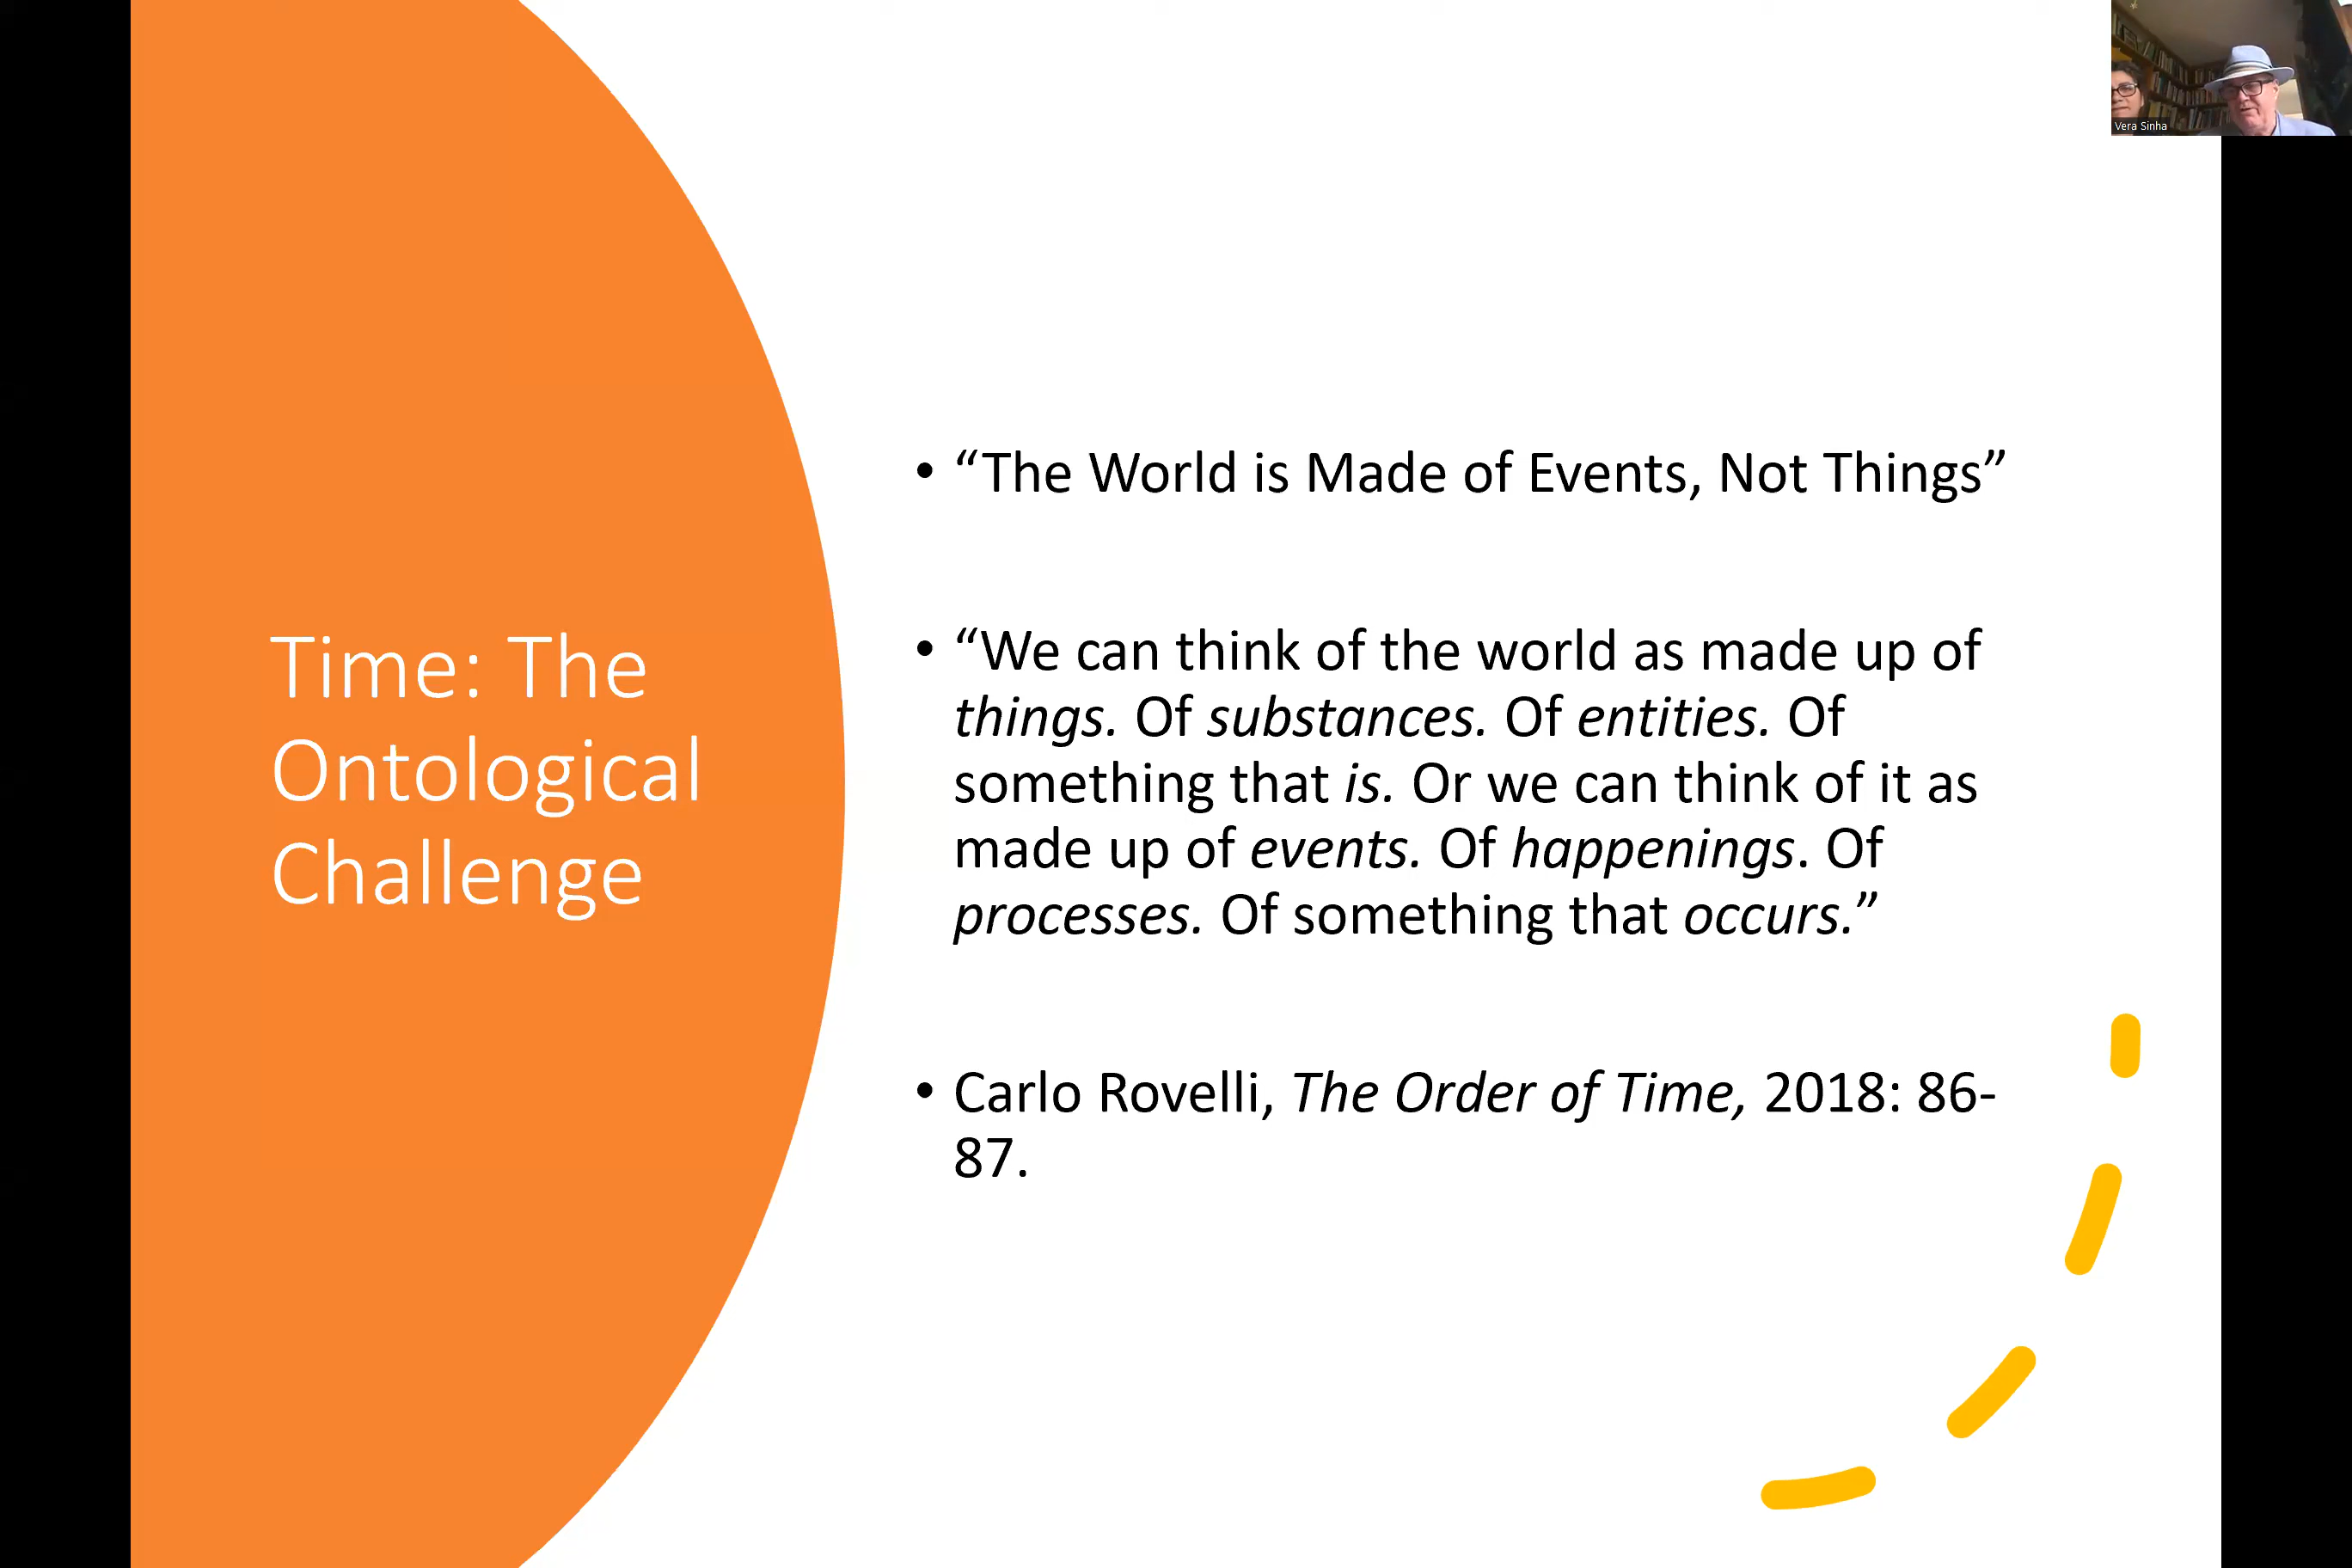 Time: The
Ontological
Challenge
• “The World is Made of Events, Not Things”
• “We can think of the world as made up of
things. Of substances. Of entities. Of
something that is. Or we can think of it as
made up of events. Of happenings. Of
processes. Of something that occurs.”
• Carlo Rovelli, The Order of Time, 2018: 86-
87.
Vera Sinha